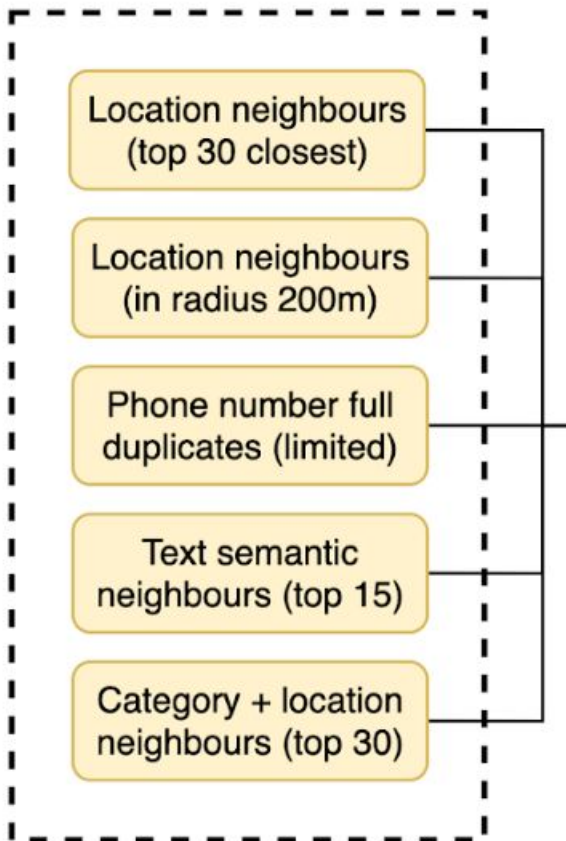 Location neighbours
(top 30 closest)
Location neighbours
(in radius 200m)
Phone number full
duplicates (limited)
Text semantic
neighbours (top 15)
Category + location
neighbours (top 30)